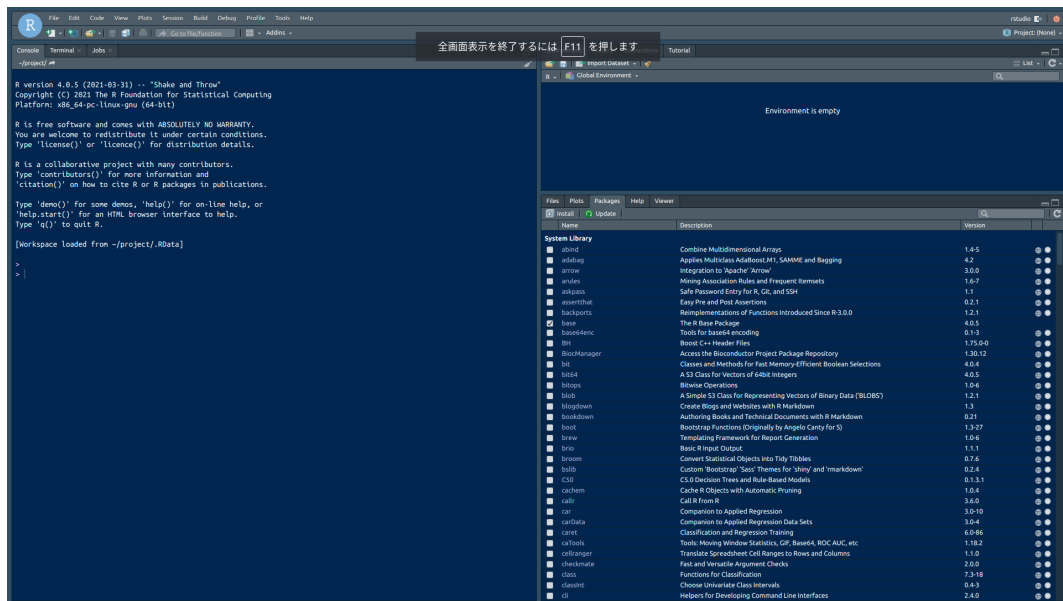 File Edit Code View Plots Session Build Debug Profile Tools Help
rstudio
R
Go to file/function
Addins
Project: (None)
全画面表示を終了するには F11 を押します
Console Terminal Jobs
~/project/
R version 4.0.5 (2021-03-31) -- "Shake and Throw"
Copyright (C) 2021 The R Foundation for Statistical Computing
Platform: x86_64-pc-linux-gnu (64-bit)
R is free software and comes with ABSOLUTELY NO WARRANTY.
You are welcome to redistribute it under certain conditions.
Type 'license()' or 'licence()' for distribution details.
R is a collaborative project with many contributors.
Type 'contributors()' for more information and
'citation()' on how to cite R or R packages in publications.
Type 'demo()' for some demos, 'help()' for on-line help, or
'help.start()' for an HTML browser interface to help.
Type 'q()' to quit R.
[Workspace loaded from ~/project/.RData]
>
>
Tutorial
Import Dataset
List
R Global Environment
Environment is empty
Files Plots Packages Help Viewer
Install Update
Name Description Version
System Library
abind Combine Multidimensional Arrays 1.4-5
adabag Applies Multiclass AdaBoost.M1, SAMME and Bagging 4.2
arrow Integration to 'Apache' 'Arrow' 3.0.0
arules Mining Association Rules and Frequent Itemsets 1.6-7
askpass Safe Password Entry for R, Git, and SSH 1.1
assertthat Easy Pre and Post Assertions 0.2.1
backports Reimplementations of Functions Introduced Since R-3.0.0 1.2.1
base The R Base Package 4.0.5
base64enc Tools for base64 encoding 0.1-3
BH Boost C++ Header Files 1.75.0-0
BiocManager Access the Bioconductor Project Package Repository 1.30.12
bit Classes and Methods for Fast Memory-Efficient Boolean Selections 4.0.4
bit64 A S3 Class for Vectors of 64bit Integers 4.0.5
bitops Bitwise Operations 1.0-6
blob A Simple S3 Class for Representing Vectors of Binary Data ('BLOBS') 1.2.1
blogdown Create Blogs and Websites with R Markdown 1.3
bookdown Authoring Books and Technical Documents with R Markdown 0.21
boot Bootstrap Functions (Originally by Angelo Canty for S) 1.3-27
brew Templating Framework for Report Generation 1.0-6
brio Basic R Input Output 1.1.1
broom Convert Statistical Objects into Tidy Tibbles 0.7.6
bslib Custom 'Bootstrap' 'Sass' Themes for 'shiny' and 'rmarkdown' 0.2.4
C50 C5.0 Decision Trees and Rule-Based Models 0.1.3.1
cachem Cache R Objects with Automatic Pruning 1.0.4
callr Call R from R 3.6.0
car Companion to Applied Regression 3.0-10
carData Companion to Applied Regression Data Sets 3.0-4
caret Classification and Regression Training 6.0-86
caTools Tools: Moving Window Statistics, GIF, Base64, ROC AUC, etc 1.18.2
cellranger Translate Spreadsheet Cell Ranges to Rows and Columns 1.1.0
checkmate Fast and Versatile Argument Checks 2.0.0
class Functions for Classification 7.3-18
classInt Choose Univariate Class Intervals 0.4-3
cli Helpers for Developing Command Line Interfaces 2.4.0